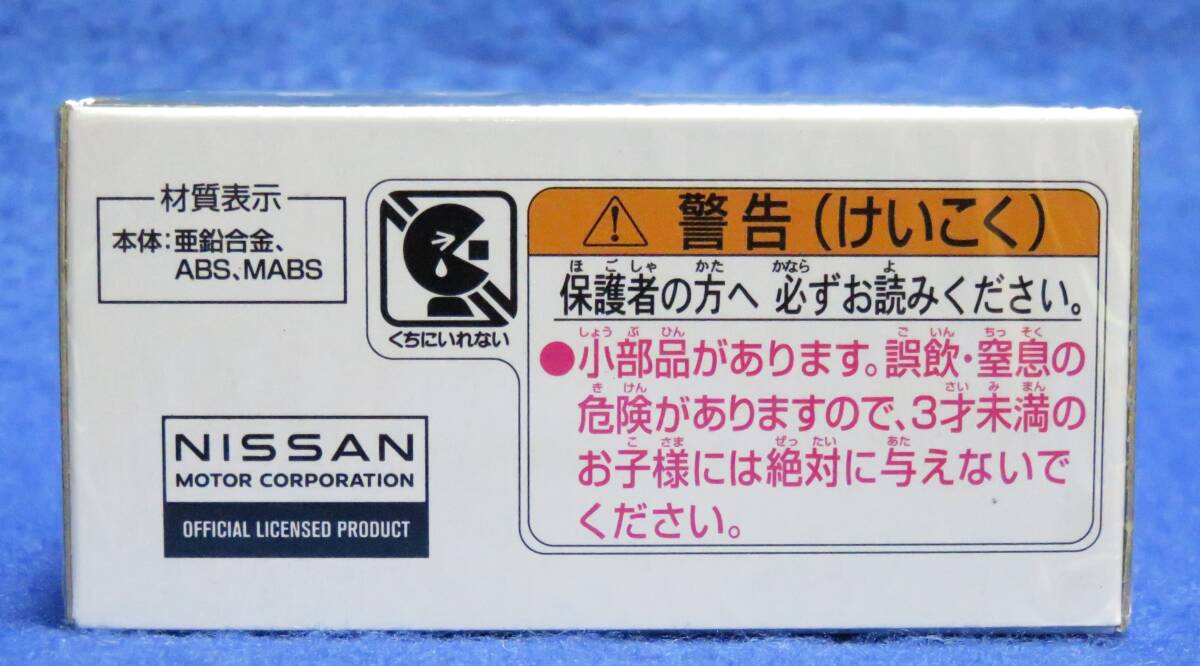 材質表示
本体：亜鉛合金、
ABS、MABS
くちにいれない
NISSAN
MOTOR CORPORATION
OFFICIAL LICENSED PRODUCT
警告（けいこく）
ほごしゃ かた かなら よ
保護者の方へ 必ずお読みください。
しょうぶひん ごいん ちっそく
●小部品があります。誤飲・窒息の
きけん さいみまん
危険がありますので、3才未満の
こさま ぜったい あた
お子様には絶対に与えないで
ください。